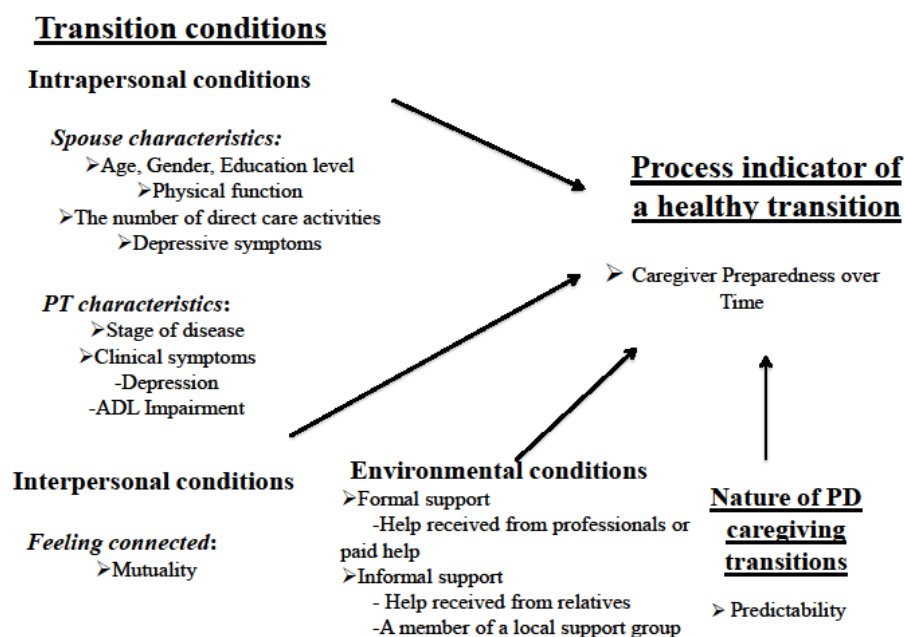 Transition conditions
Intrapersonal conditions
Spouse characteristics:
➢Age, Gender, Education level
➢Physical function
➢The number of direct care activities
➢Depressive symptoms
PT characteristics:
➢Stage of disease
➢Clinical symptoms
-Depression
-ADL Impairment
Interpersonal conditions
Feeling connected:
➢Mutuality
Environmental conditions
➢Formal support
-Help received from professionals or
paid help
➢Informal support
- Help received from relatives
-A member of a local support group
Process indicator of
a healthy transition
➢ Caregiver Preparedness over
Time
Nature of PD
caregiving
transitions
➢ Predictability